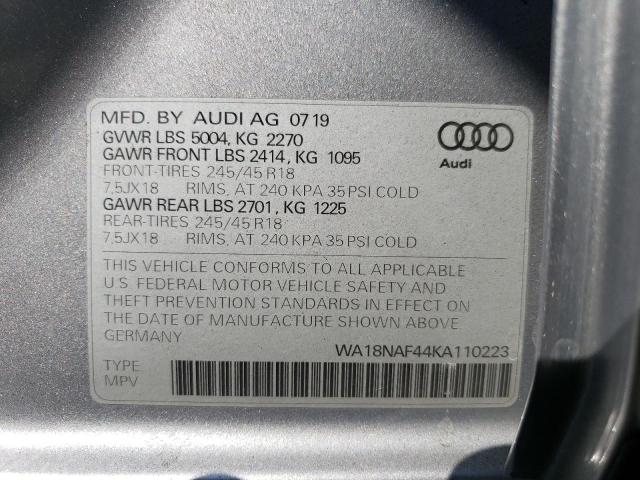 MFD. BY AUDI AG 07 19
GVWR LBS 5004, KG 2270
GAWR FRONT LBS 2414, KG 1095
FRONT-TIRES 245/45 R18
7,5JX18 RIMS, AT 240 KPA 35 PSI COLD
GAWR REAR LBS 2701, KG 1225
REAR-TIRES 245/45 R18
7,5JX18 RIMS, AT 240 KPA 35 PSI COLD
Audi
THIS VEHICLE CONFORMS TO ALL APPLICABLE
U.S. FEDERAL MOTOR VEHICLE SAFETY AND
THEFT PREVENTION STANDARDS IN EFFECT ON
THE DATE OF MANUFACTURE SHOWN ABOVE
GERMANY
WA18NAF44KA110223
TYPE
MPV